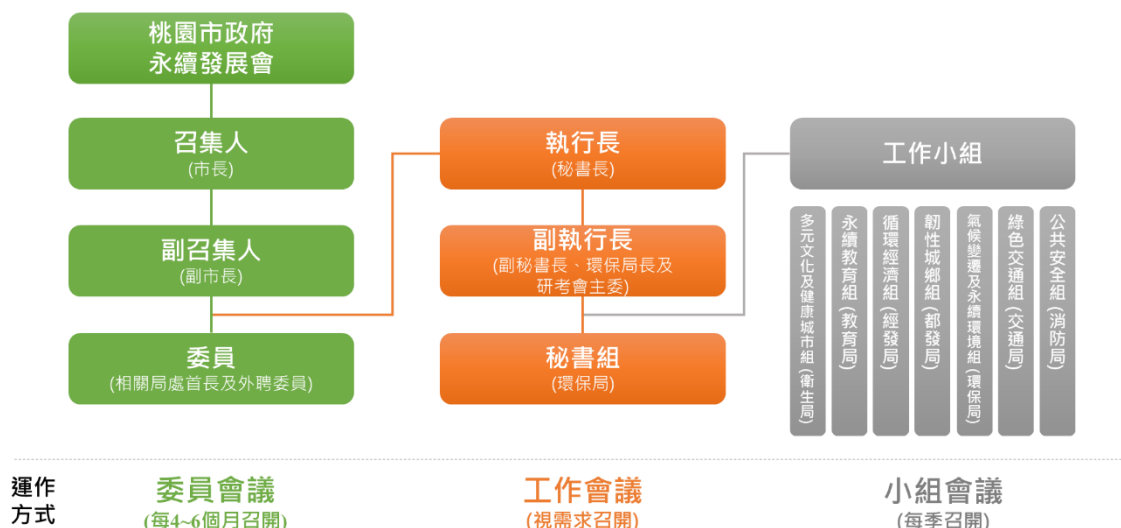 桃園市政府
永續發展會
召集人
(市長)
副召集人
(副市長)
委員
(相關局處首長及外聘委員)
執行長
(秘書長)
副執行長
(副秘書長、環保局長及
研考會主委)
秘書組
(環保局)
工作小組
多元文化及健康城市組(衛生局)
永續教育組(教育局)
循環經濟組(經發局)
韌性城鄉組(都發局)
氣候變遷及永續環境組(環保局)
綠色交通組(交通局)
公共安全組(消防局)
運作
方式
委員會議
(每4~6個月召開)
工作會議
(視需求召開)
小組會議
(每季召開)